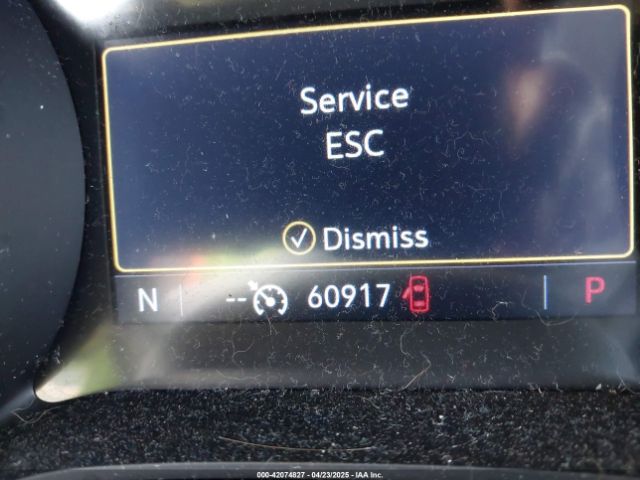 Service
ESC
Dismiss
N -- 60917 P
000-42074827 - 04/23/2025 - IAA Inc.